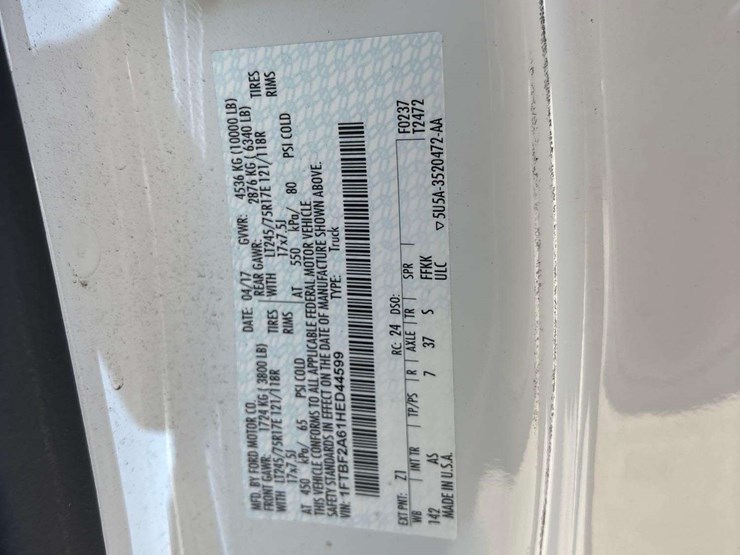 MFD. BY FORD MOTOR CO.
DATE: 04/17 GVWR: 4536 KG (10000 LB)
FRONT GAWR: 1724 KG ( 3800 LB) REAR GAWR: 2876 KG ( 6340 LB)
WITH LT245/75R17E 121/118R TIRES WITH LT245/75R17E 121/118R TIRES
17x7.5J RIMS 17x7.5J RIMS
AT 450 kPa/ 65 PSI COLD AT 550 kPa/ 80 PSI COLD
THIS VEHICLE CONFORMS TO ALL APPLICABLE FEDERAL MOTOR VEHICLE
SAFETY STANDARDS IN EFFECT ON THE DATE OF MANUFACTURE SHOWN ABOVE.
VIN: 1FTBF2A61HED44599 TYPE: Truck
EXT PNT: Z1 RC: 24 DSO: F0237
WB INT TR TP/PS R AXLE TR SPR T2472
142 AS 7 37 S FFKK
MADE IN U.S.A. ULC ▽5U5A-3520472-AA